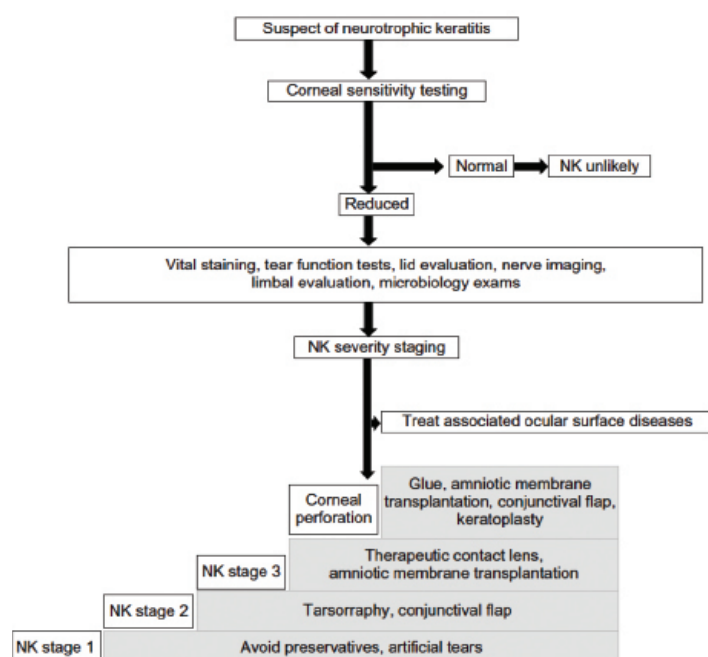 Suspect of neurotrophic keratitis
Corneal sensitivity testing
Normal
NK unlikely
Reduced
Vital staining, tear function tests, lid evaluation, nerve imaging,
limbal evaluation, microbiology exams
NK severity staging
Treat associated ocular surface diseases
Corneal
perforation
Glue, amniotic membrane
transplantation, conjunctival flap,
keratoplasty
NK stage 3
Therapeutic contact lens,
amniotic membrane transplantation
NK stage 2
Tarsorraphy, conjunctival flap
NK stage 1
Avoid preservatives, artificial tears